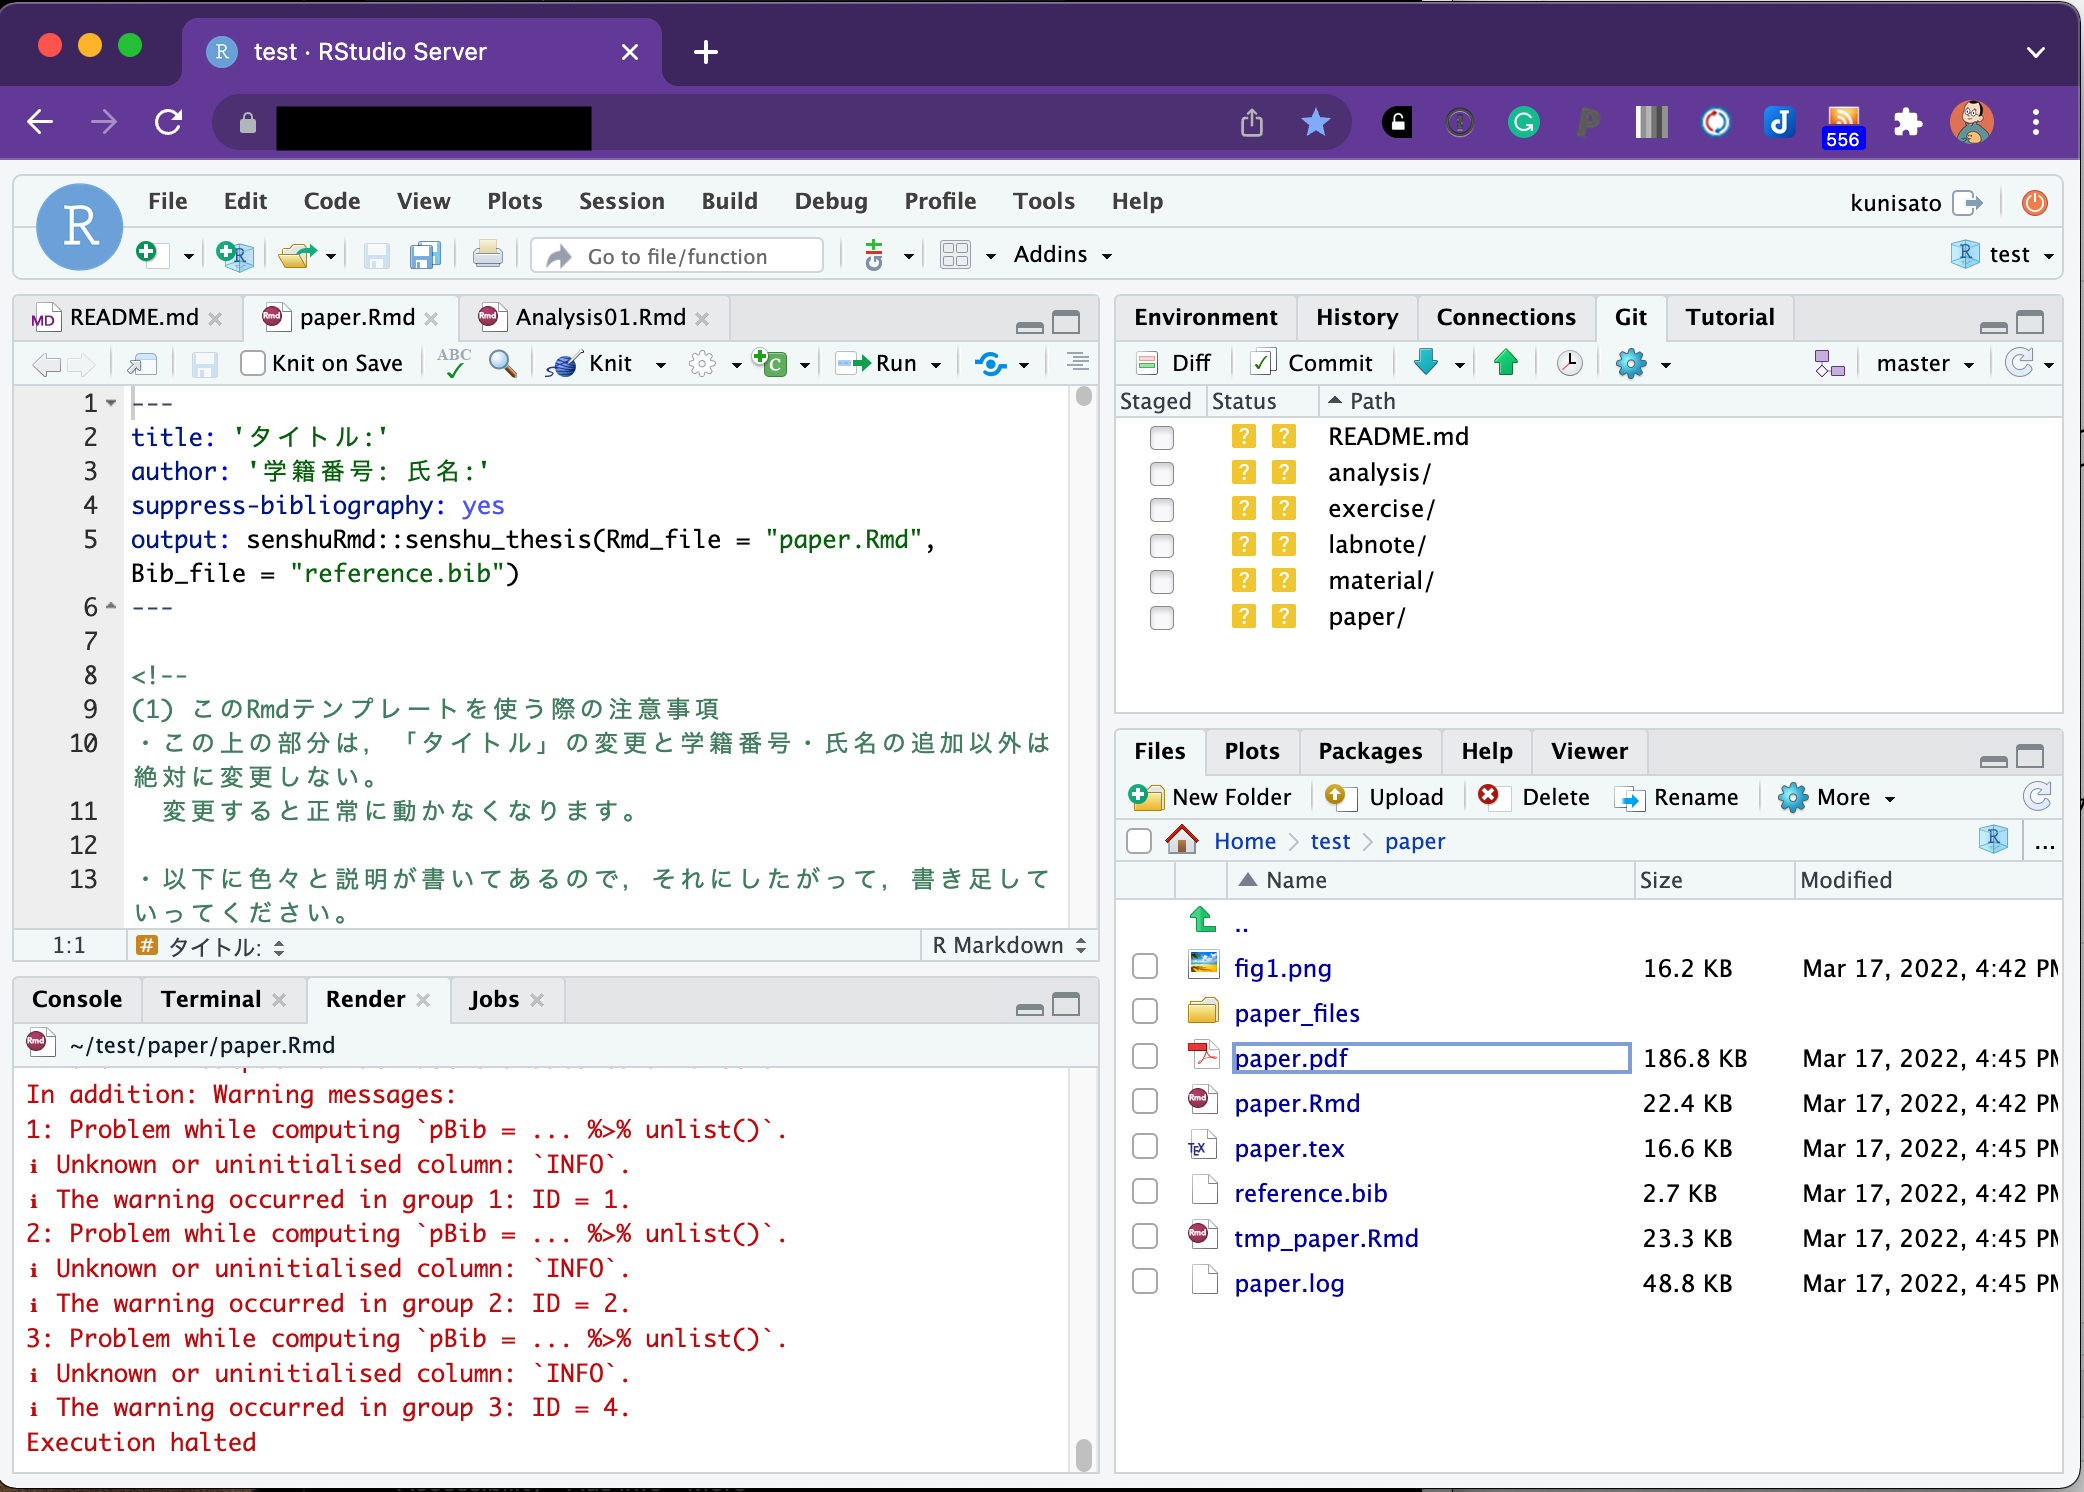 test · RStudio Server
556
File Edit Code View Plots Session Build Debug Profile Tools Help
kunisato
Go to file/function
Git
Addins
test
README.md
paper.Rmd
Analysis01.Rmd
Knit on Save
ABC
Knit
Run
1 ---
2 title: 'タイトル:'
3 author: '学籍番号: 氏名:'
4 suppress-bibliography: yes
5 output: senshuRmd::senshu_thesis(Rmd_file = "paper.Rmd",
Bib_file = "reference.bib")
6 ---
7
8 <!--
9 (1) このRmdテンプレートを使う際の注意事項
10 ・この上の部分は，「タイトル」の変更と学籍番号・氏名の追加以外は
絶対に変更しない。
11 変更すると正常に動かなくなります。
12
13 ・以下に色々と説明が書いてあるので，それにしたがって，書き足して
いってください。
1:1
# タイトル:
R Markdown
Console Terminal Render Jobs
~/test/paper/paper.Rmd
In addition: Warning messages:
1: Problem while computing `pBib = ... %>% unlist()`.
ℹ Unknown or uninitialised column: `INFO`.
ℹ The warning occurred in group 1: ID = 1.
2: Problem while computing `pBib = ... %>% unlist()`.
ℹ Unknown or uninitialised column: `INFO`.
ℹ The warning occurred in group 2: ID = 2.
3: Problem while computing `pBib = ... %>% unlist()`.
ℹ Unknown or uninitialised column: `INFO`.
ℹ The warning occurred in group 3: ID = 4.
Execution halted
Environment History Connections Git Tutorial
Diff Commit master
Staged Status Path
? ? README.md
? ? analysis/
? ? exercise/
? ? labnote/
? ? material/
? ? paper/
Files Plots Packages Help Viewer
New Folder Upload Delete Rename More
Home > test > paper
...
Name Size Modified
..
fig1.png 16.2 KB Mar 17, 2022, 4:42 PM
paper_files
paper.pdf 186.8 KB Mar 17, 2022, 4:45 PM
paper.Rmd 22.4 KB Mar 17, 2022, 4:42 PM
paper.tex 16.6 KB Mar 17, 2022, 4:45 PM
reference.bib 2.7 KB Mar 17, 2022, 4:42 PM
tmp_paper.Rmd 23.3 KB Mar 17, 2022, 4:45 PM
paper.log 48.8 KB Mar 17, 2022, 4:45 PM